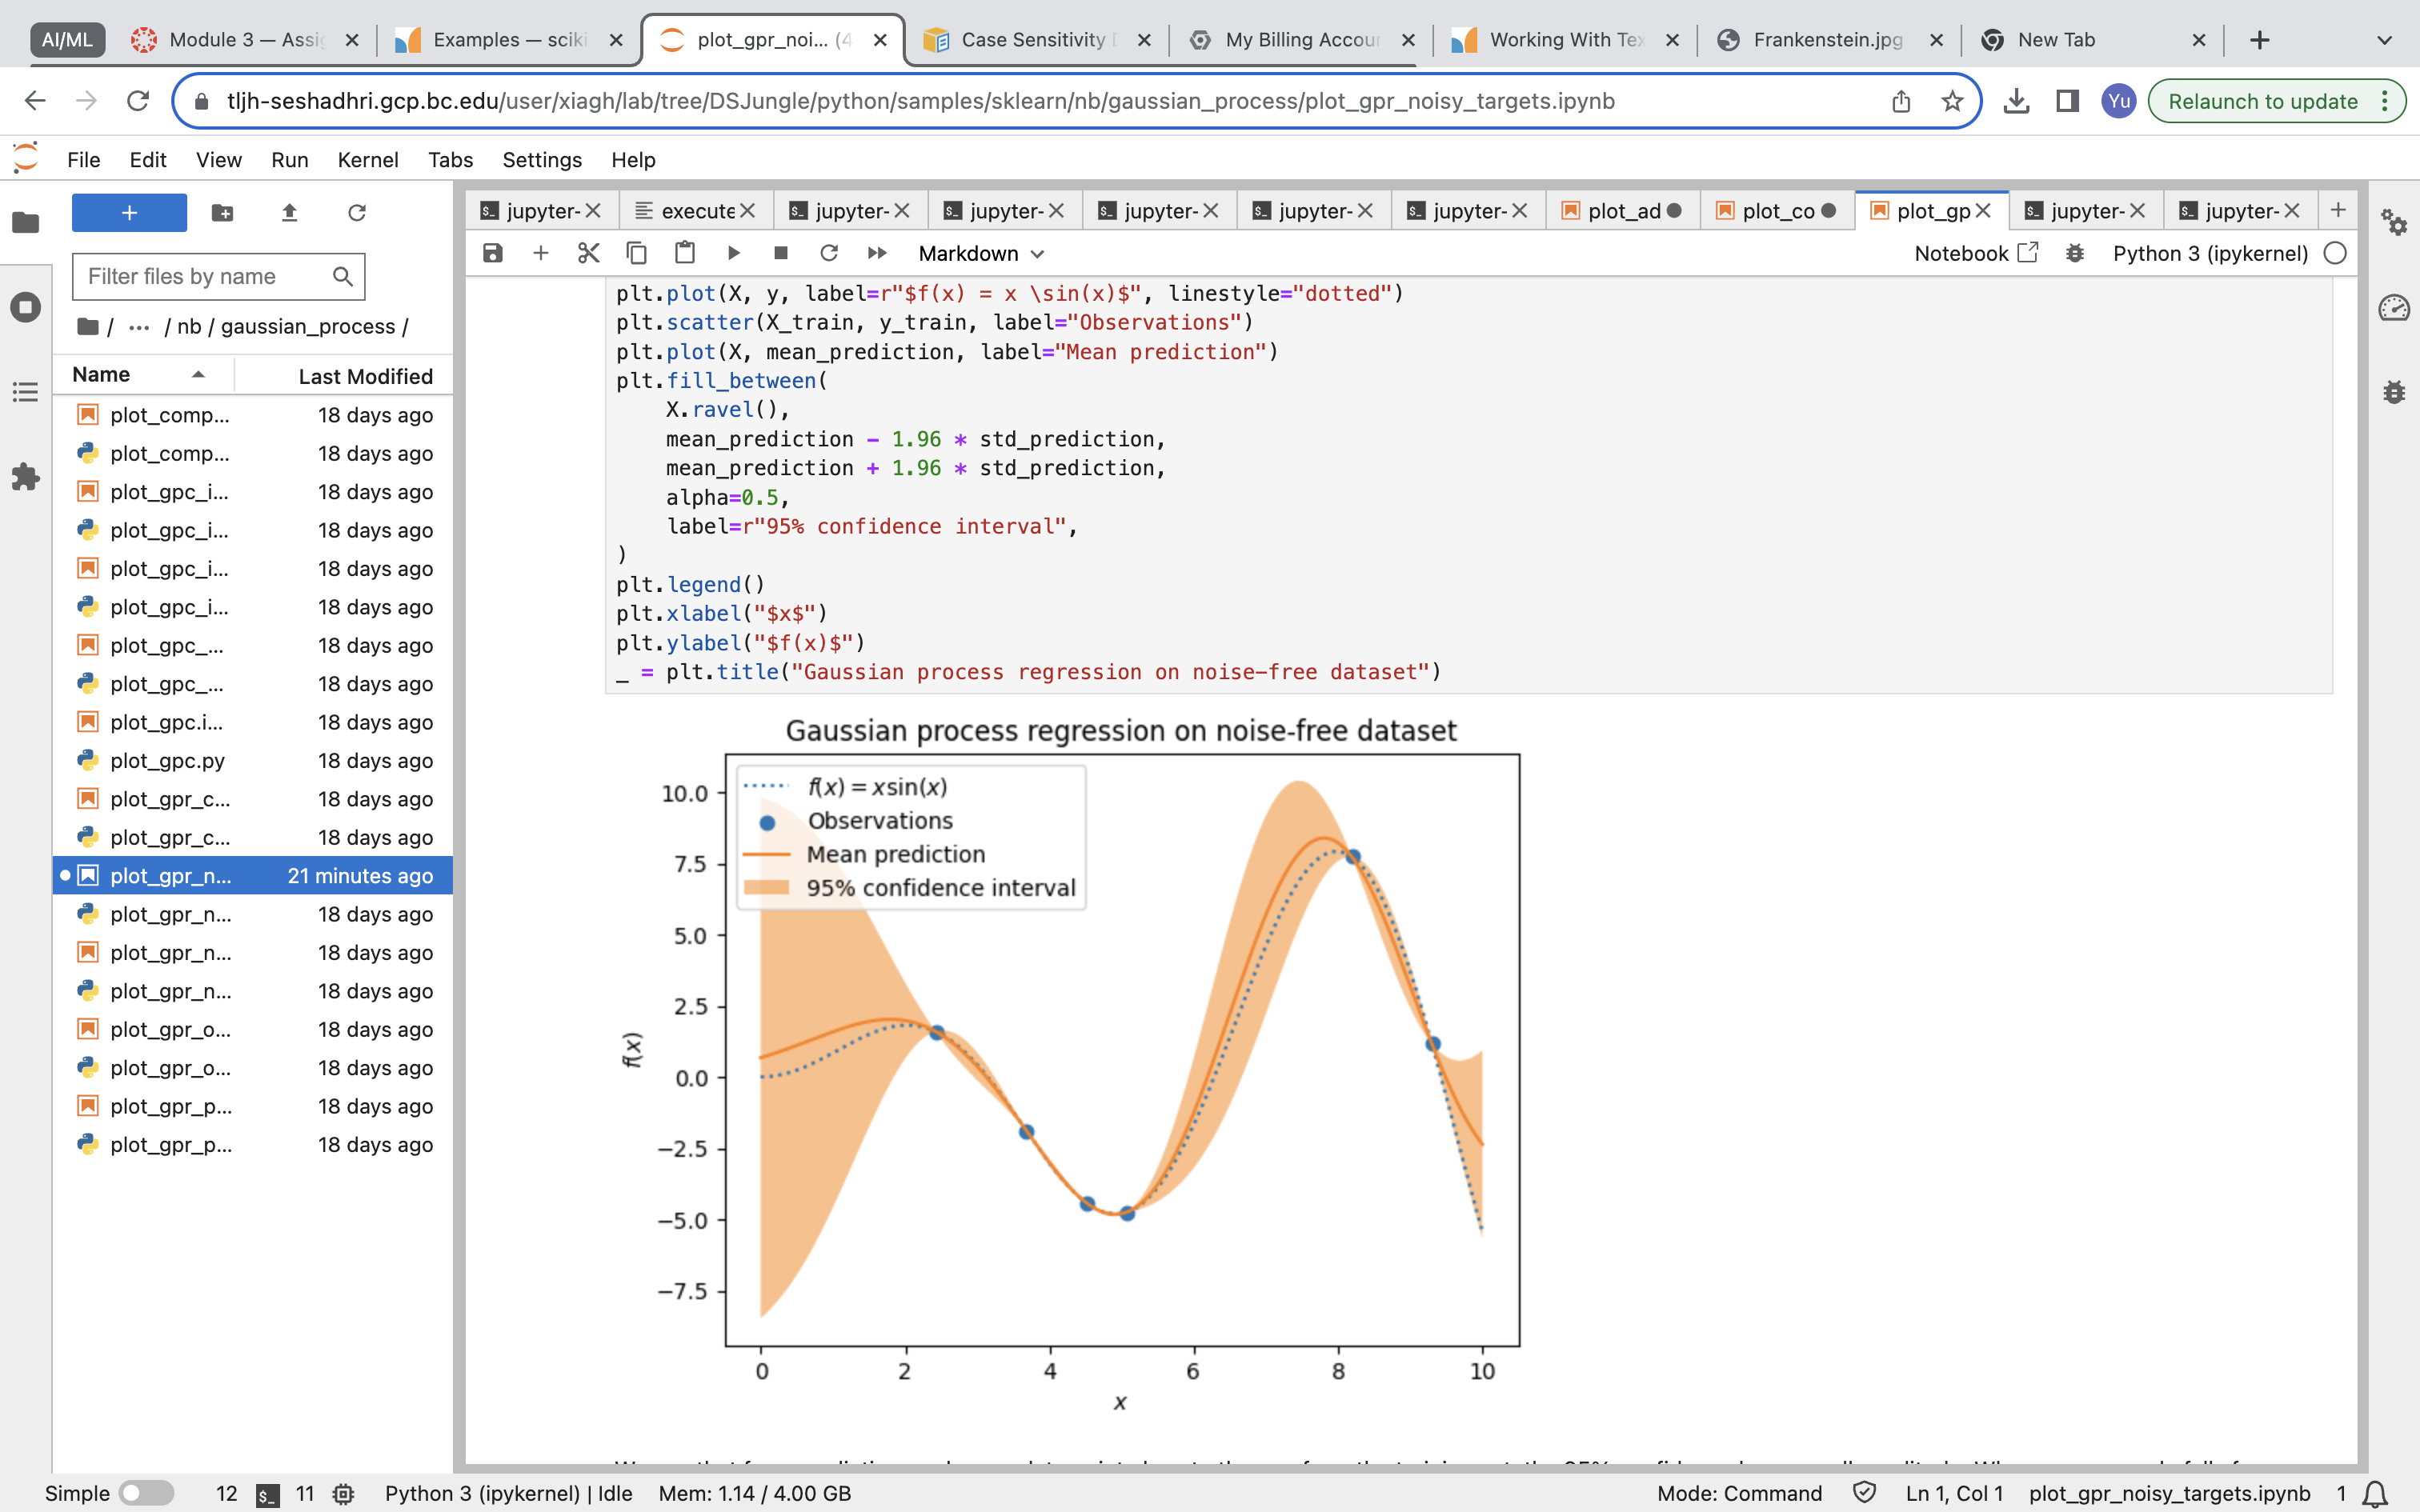 AI/ML
Module 3 — Assig
Examples — sciki
plot_gpr_noi... (4
Case Sensitivity D
My Billing Accoun
Working With Tex
Frankenstein.jpg
New Tab
tljh-seshadhri.gcp.bc.edu/user/xiagh/lab/tree/DSJungle/python/samples/sklearn/nb/gaussian_process/plot_gpr_noisy_targets.ipynb
Yu
Relaunch to update
File Edit View Run Kernel Tabs Settings Help
jupyter-
execute
jupyter-
jupyter-
jupyter-
jupyter-
jupyter-
plot_ad
plot_co
plot_gp
jupyter-
jupyter-
Markdown
Notebook
Python 3 (ipykernel)
Filter files by name
/ ... / nb / gaussian_process /
Name Last Modified
plot_comp... 18 days ago
plot_comp... 18 days ago
plot_gpc_i... 18 days ago
plot_gpc_i... 18 days ago
plot_gpc_i... 18 days ago
plot_gpc_i... 18 days ago
plot_gpc_... 18 days ago
plot_gpc_... 18 days ago
plot_gpc.i... 18 days ago
plot_gpc.py 18 days ago
plot_gpr_c... 18 days ago
plot_gpr_c... 18 days ago
plot_gpr_n... 21 minutes ago
plot_gpr_n... 18 days ago
plot_gpr_n... 18 days ago
plot_gpr_n... 18 days ago
plot_gpr_o... 18 days ago
plot_gpr_o... 18 days ago
plot_gpr_p... 18 days ago
plot_gpr_p... 18 days ago
plt.plot(X, y, label=r"$f(x) = x \sin(x)$", linestyle="dotted")
plt.scatter(X_train, y_train, label="Observations")
plt.plot(X, mean_prediction, label="Mean prediction")
plt.fill_between(
    X.ravel(),
    mean_prediction - 1.96 * std_prediction,
    mean_prediction + 1.96 * std_prediction,
    alpha=0.5,
    label=r"95% confidence interval",
)
plt.legend()
plt.xlabel("$x$")
plt.ylabel("$f(x)$")
_ = plt.title("Gaussian process regression on noise-free dataset")
Gaussian process regression on noise-free dataset
f(x) = x sin(x)
Observations
Mean prediction
95% confidence interval
10.0
7.5
5.0
2.5
0.0
−2.5
−5.0
−7.5
f(x)
0 2 4 6 8 10
x
Simple
12
11
Python 3 (ipykernel) | Idle
Mem: 1.14 / 4.00 GB
Mode: Command
Ln 1, Col 1
plot_gpr_noisy_targets.ipynb
1